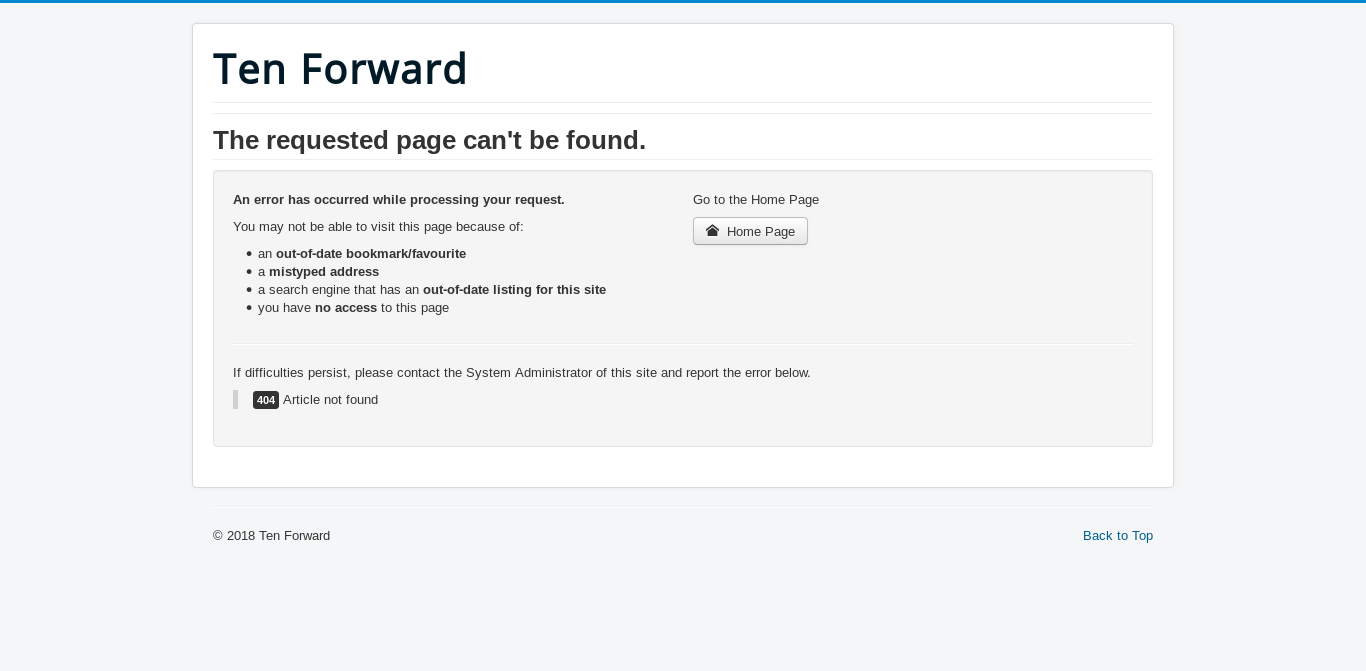 Ten Forward
The requested page can't be found.
An error has occurred while processing your request.
You may not be able to visit this page because of:
an out-of-date bookmark/favourite
a mistyped address
a search engine that has an out-of-date listing for this site
you have no access to this page
Go to the Home Page
Home Page
If difficulties persist, please contact the System Administrator of this site and report the error below.
404 Article not found
© 2018 Ten Forward
Back to Top